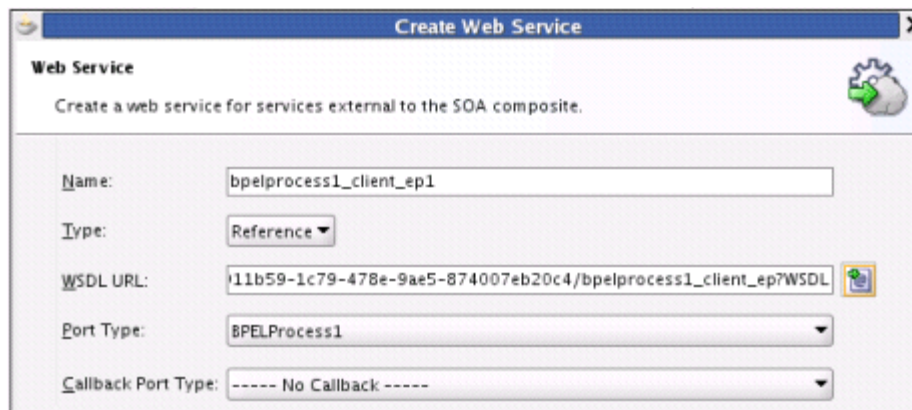 Create Web Service
Web Service
Create a web service for services external to the SOA composite.
Name: bpelprocess1_client_ep1
Type: Reference
WSDL URL: 11b59-1c79-478e-9ae5-874007eb20c4/bpelprocess1_client_ep?WSDL
Port Type: BPELProcess1
Callback Port Type: ----- No Callback -----